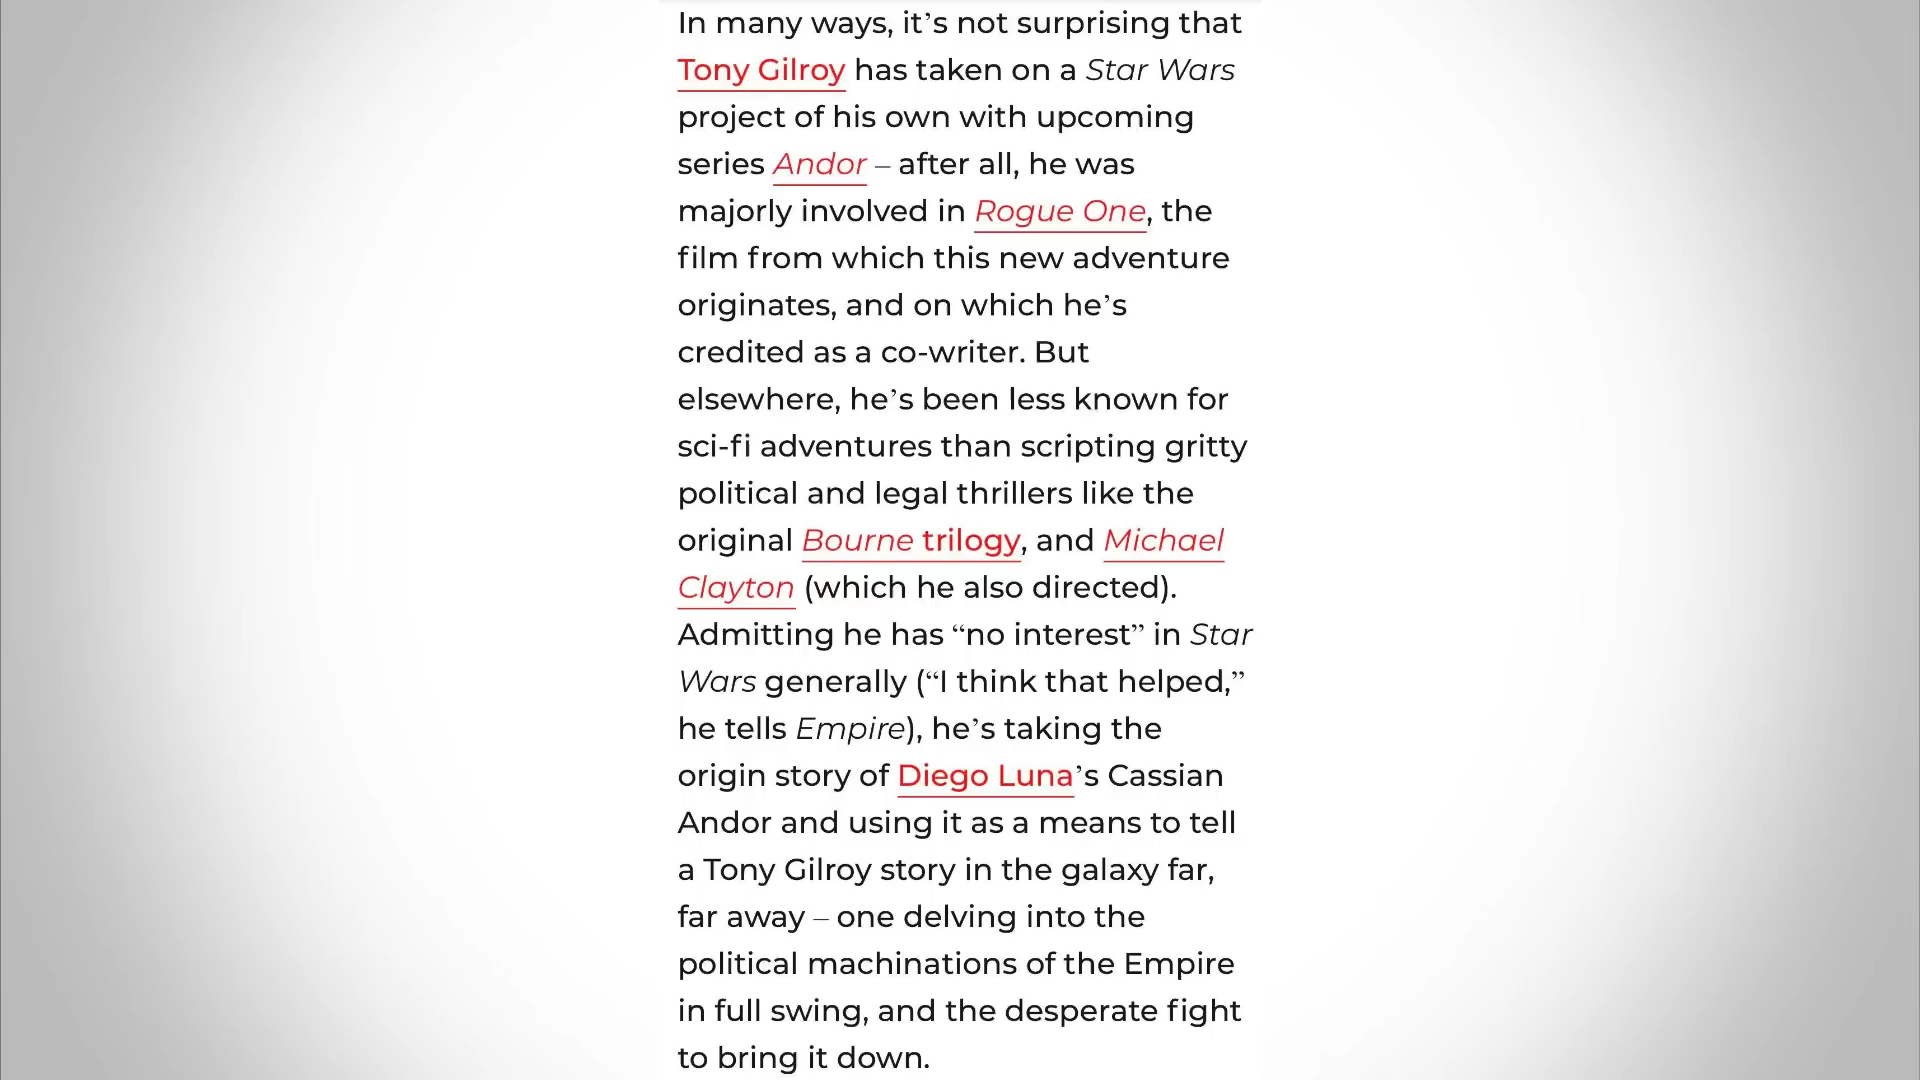 In many ways, it’s not surprising that
Tony Gilroy has taken on a Star Wars
project of his own with upcoming
series Andor – after all, he was
majorly involved in Rogue One, the
film from which this new adventure
originates, and on which he’s
credited as a co-writer. But
elsewhere, he’s been less known for
sci-fi adventures than scripting gritty
political and legal thrillers like the
original Bourne trilogy, and Michael
Clayton (which he also directed).
Admitting he has “no interest” in Star
Wars generally (“I think that helped,”
he tells Empire), he’s taking the
origin story of Diego Luna’s Cassian
Andor and using it as a means to tell
a Tony Gilroy story in the galaxy far,
far away – one delving into the
political machinations of the Empire
in full swing, and the desperate fight
to bring it down.